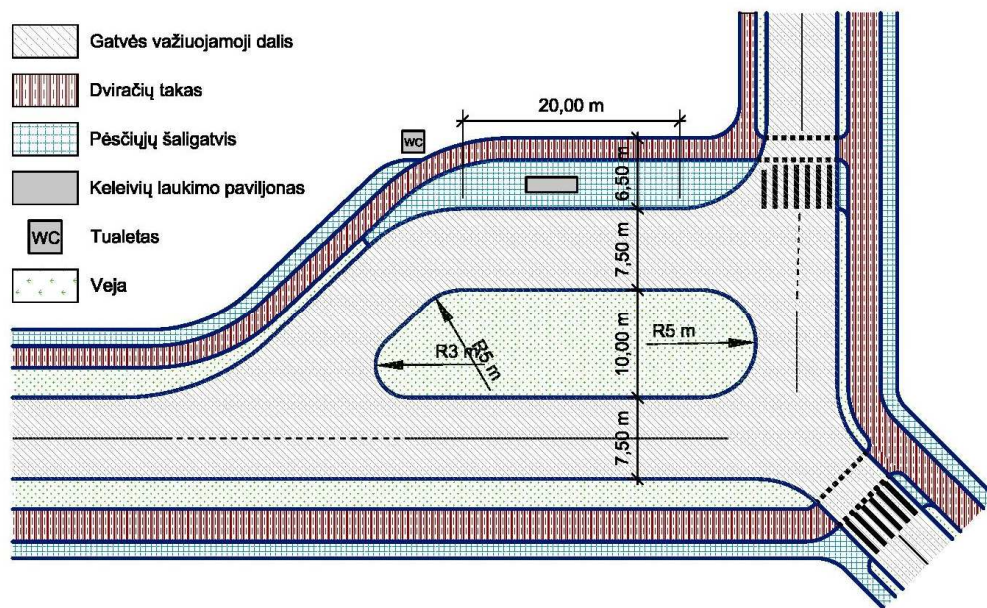 Gatvės važiuojamoji dalis
Dviračių takas
Pėsčiųjų šaligatvis
Keleivių laukimo paviljonas
WC Tualetas
Veja
WC
20,00 m
6,50 m
7,50 m
10,00 m
7,50 m
R3 m
R5 m
R5 m